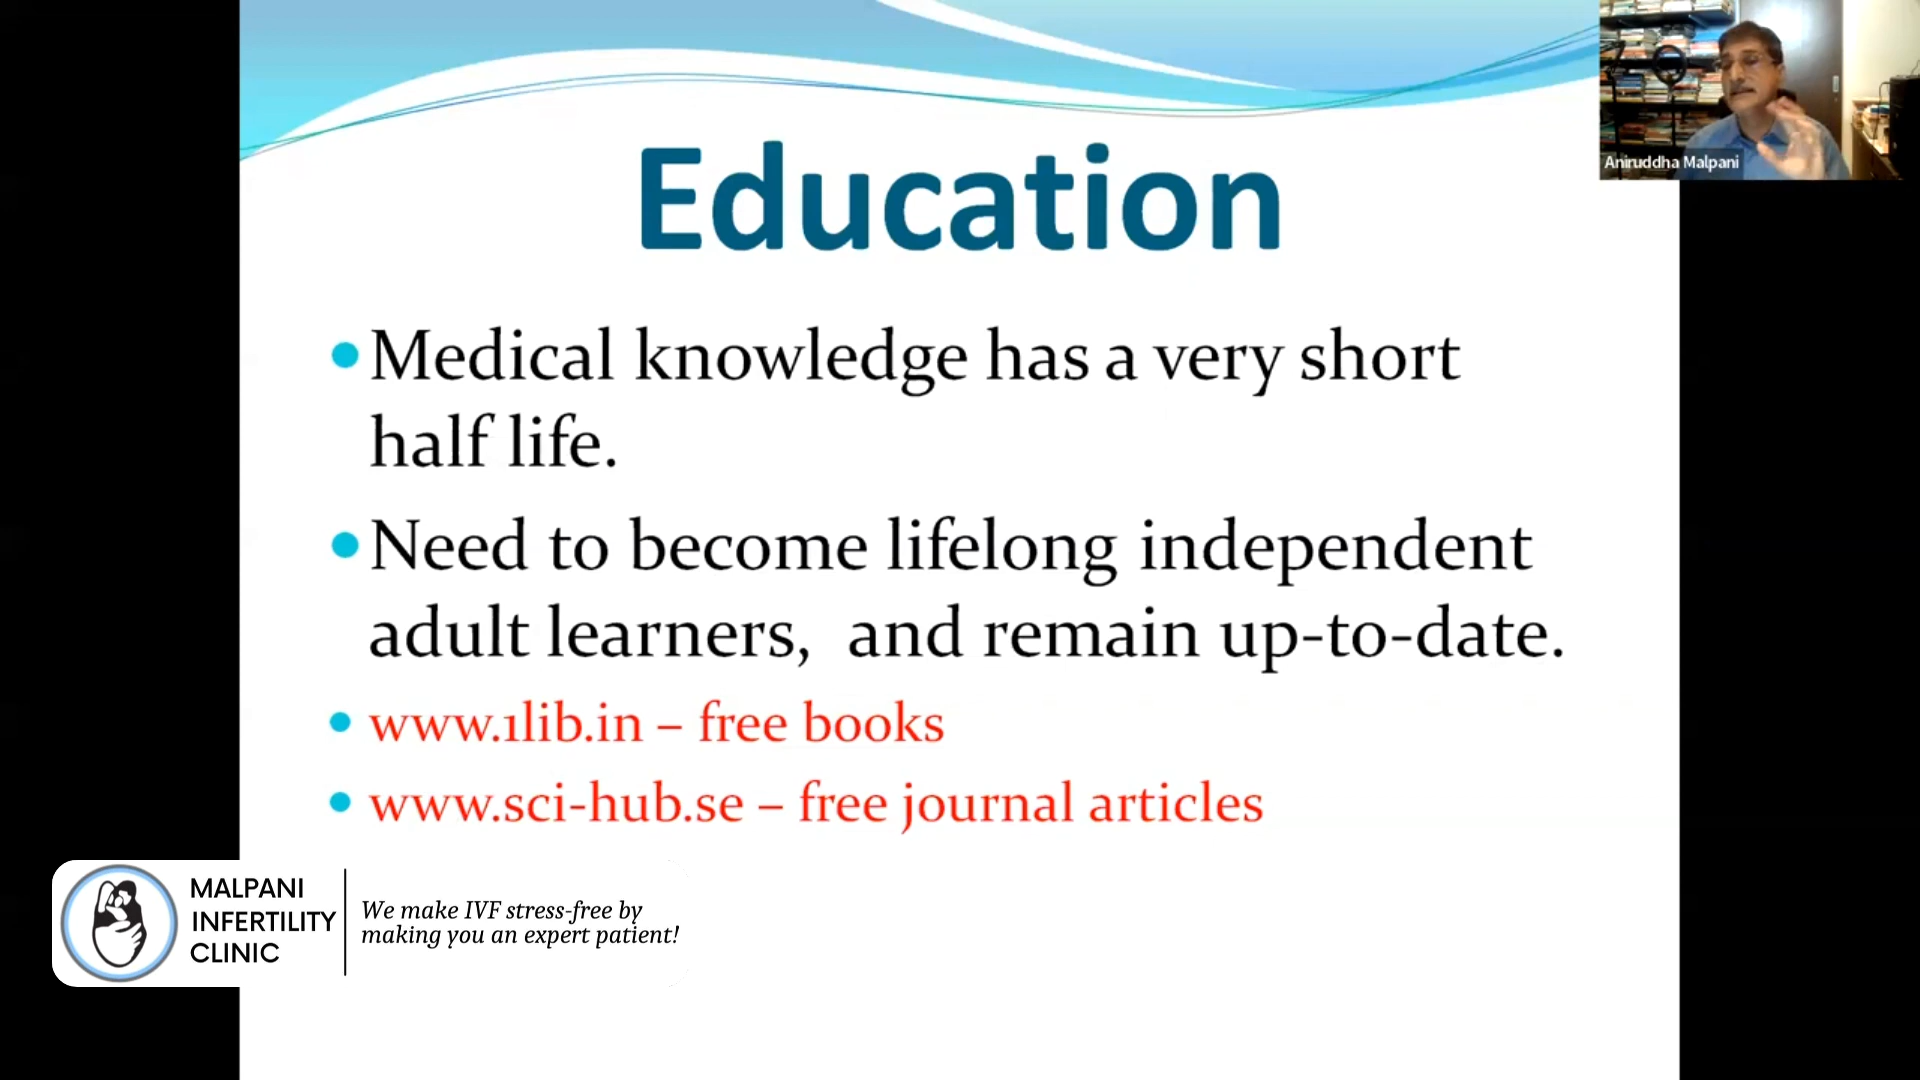 Education
Medical knowledge has a very short
half life.
Need to become lifelong independent
adult learners, and remain up-to-date.
www.1lib.in – free books
www.sci-hub.se – free journal articles
Aniruddha Malpani
MALPANI
INFERTILITY
CLINIC
We make IVF stress-free by
making you an expert patient!